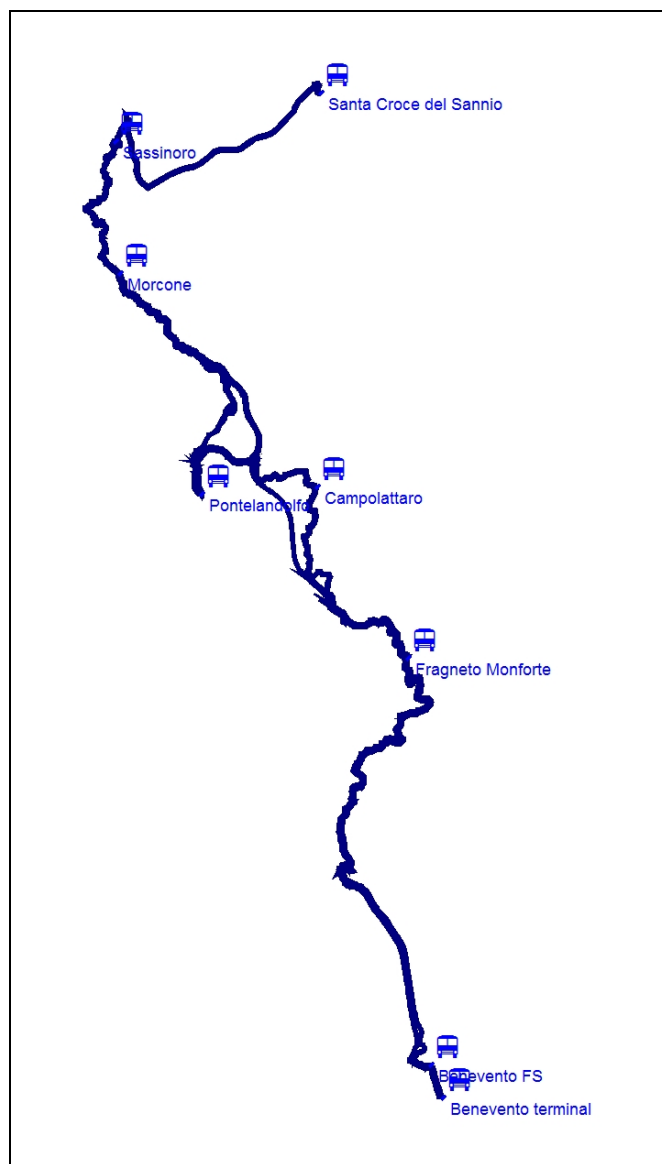 Santa Croce del Sannio
Sassinoro
Morcone
Pontelandolfo
Campolattaro
Fragneto Monforte
Benevento FS
Benevento terminal